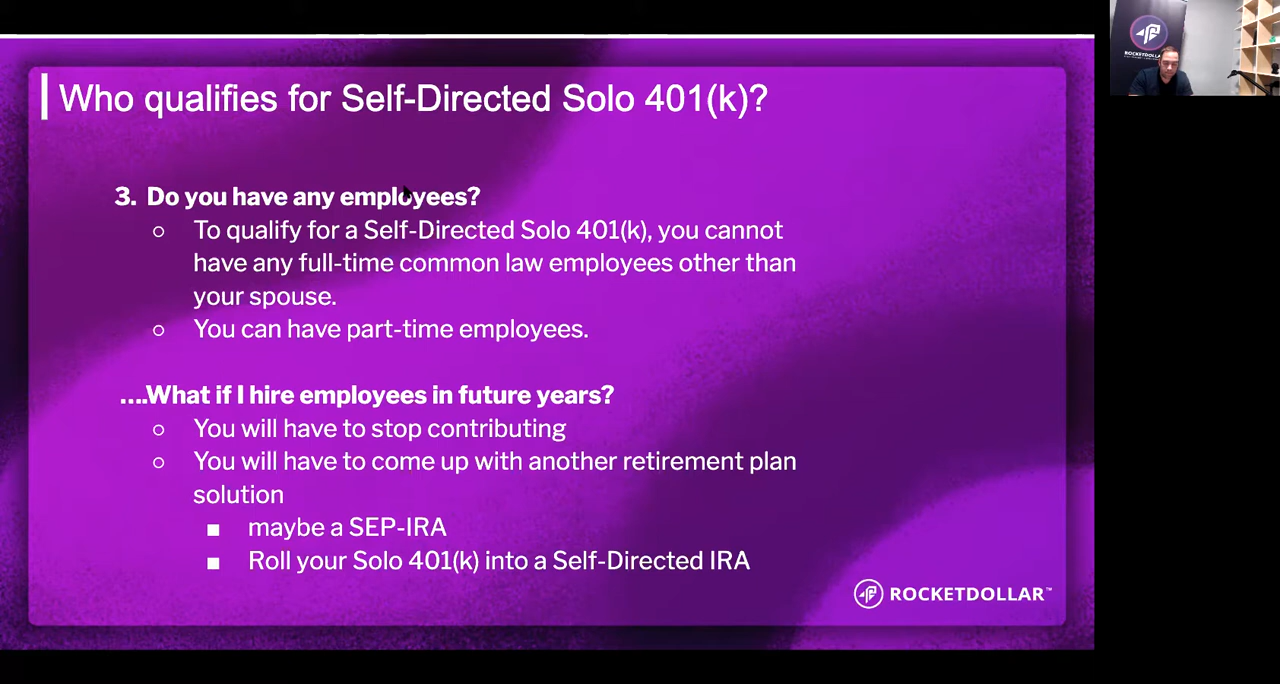 Who qualifies for Self-Directed Solo 401(k)?
3. Do you have any employees?
○ To qualify for a Self-Directed Solo 401(k), you cannot
have any full-time common law employees other than
your spouse.
○ You can have part-time employees.
....What if I hire employees in future years?
○ You will have to stop contributing
○ You will have to come up with another retirement plan
solution
■ maybe a SEP-IRA
■ Roll your Solo 401(k) into a Self-Directed IRA
ROCKETDOLLAR™
ROCKETDOLLAR